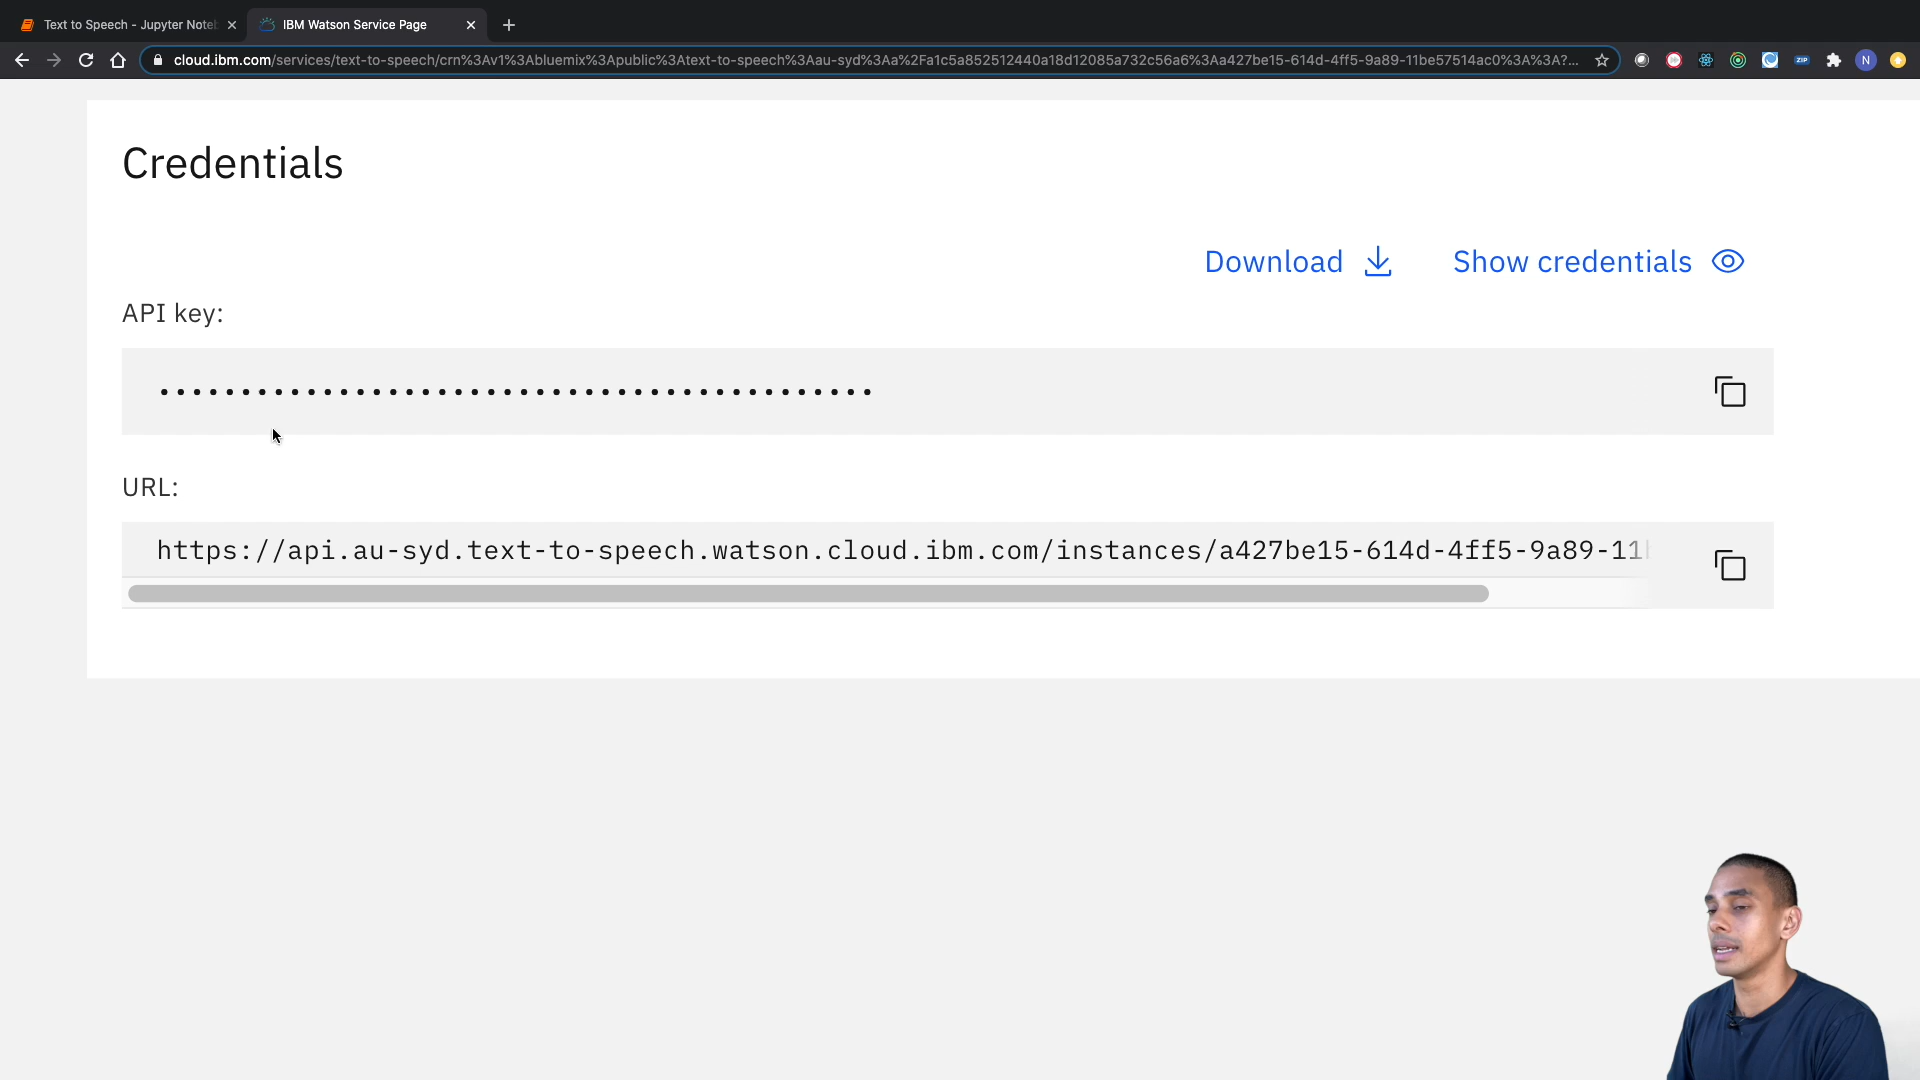 Text to Speech - Jupyter Note
IBM Watson Service Page
cloud.ibm.com/services/text-to-speech/crn%3Av1%3Abluemix%3Apublic%3Atext-to-speech%3Aau-syd%3Aa%2Fa1c5a852512440a18d12085a732c56a6%3Aa427be15-614d-4ff5-9a89-11be57514ac0%3A%3A?...
ZIP
N
Credentials
Download
Show credentials
API key:
••••••••••••••••••••••••••••••••••••••••••••
URL:
https://api.au-syd.text-to-speech.watson.cloud.ibm.com/instances/a427be15-614d-4ff5-9a89-11